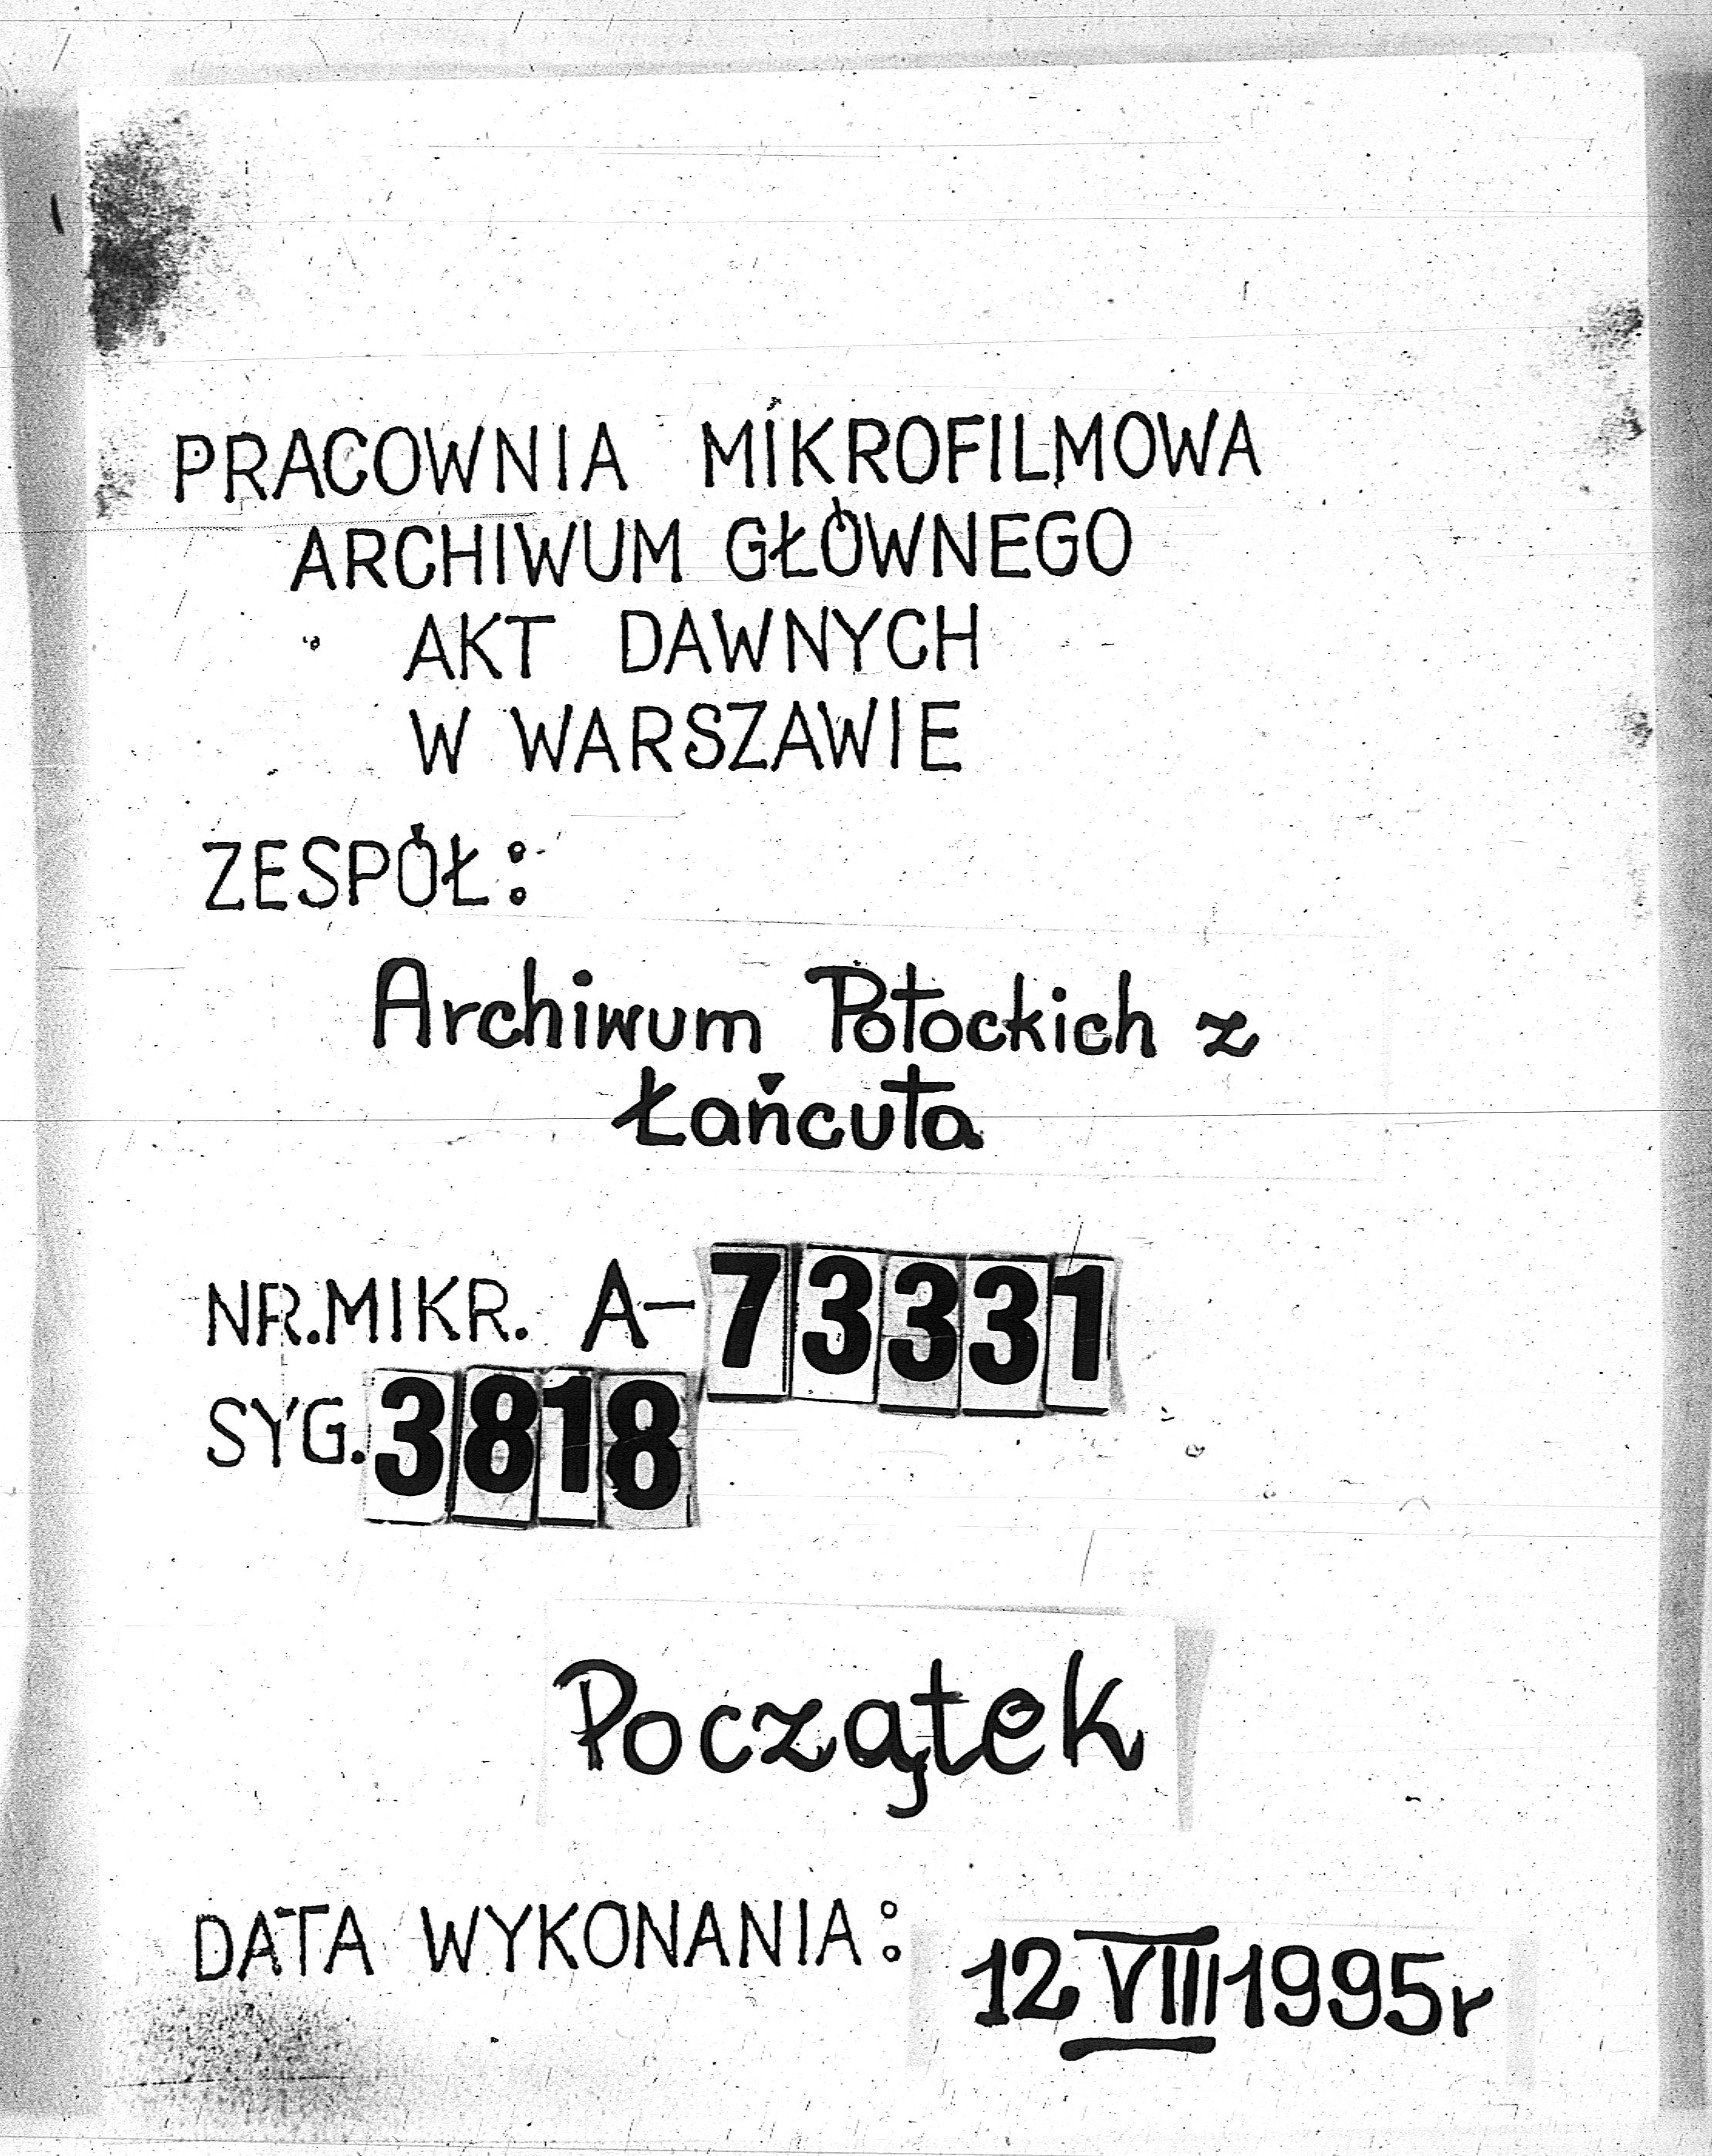 PRACOWNIA MIKROFILMOWA
ARCHIWUM GŁÓWNEGO
AKT DAWNYCH
W WARSZAWIE
ZESPÓŁ:
Archiwum Potockich z
Łańcuta
NR.MIKR. A-73331
SYG.3818
Początek
DATA WYKONANIA: 12 VIII 1995r